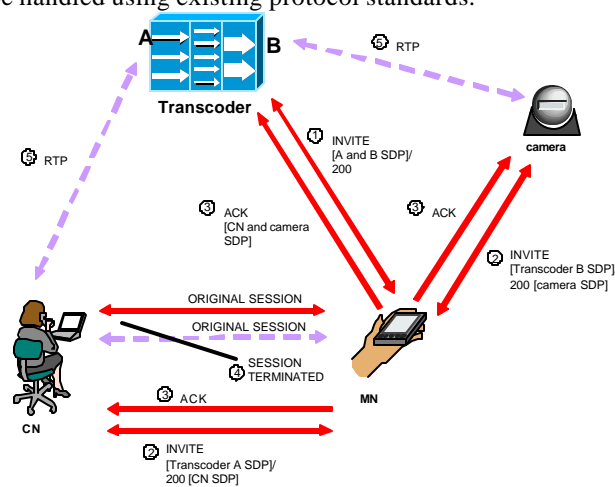 e handled using existing protocol standards.
A
B
Transcoder
5 RTP
camera
1 INVITE
[A and B SDP]/
200
5 RTP
3 ACK
[CN and camera
SDP]
3 ACK
2 INVITE
[Transcoder B SDP]
200 [camera SDP]
ORIGINAL SESSION
ORIGINAL SESSION
4 SESSION
TERMINATED
MN
3 ACK
CN
2 INVITE
[Transcoder A SDP]/
200 [CN SDP]